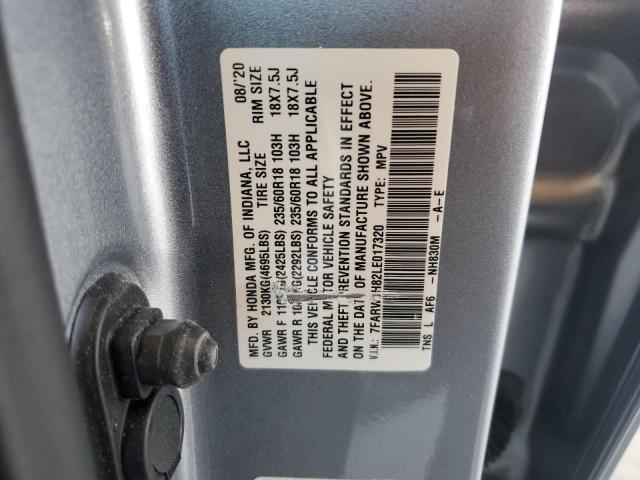 MFD. BY HONDA MFG. OF INDIANA, LLC 08/'20
GVWR 2130KG(4695LBS) TIRE SIZE RIM SIZE
GAWR F (2425LBS) 235/60R18 103H 18X7.5J
GAWR R (2292LBS) 235/60R18 103H 18X7.5J
THIS VEHICLE CONFORMS TO ALL APPLICABLE
FEDERAL MOTOR VEHICLE SAFETY
AND THEFT PREVENTION STANDARDS IN EFFECT
ON THE DATE OF MANUFACTURE SHOWN ABOVE.
V.I.N.: 7FARW1H82LE017320 TYPE: MPV
TNS L AF6 -NH830M -A-E